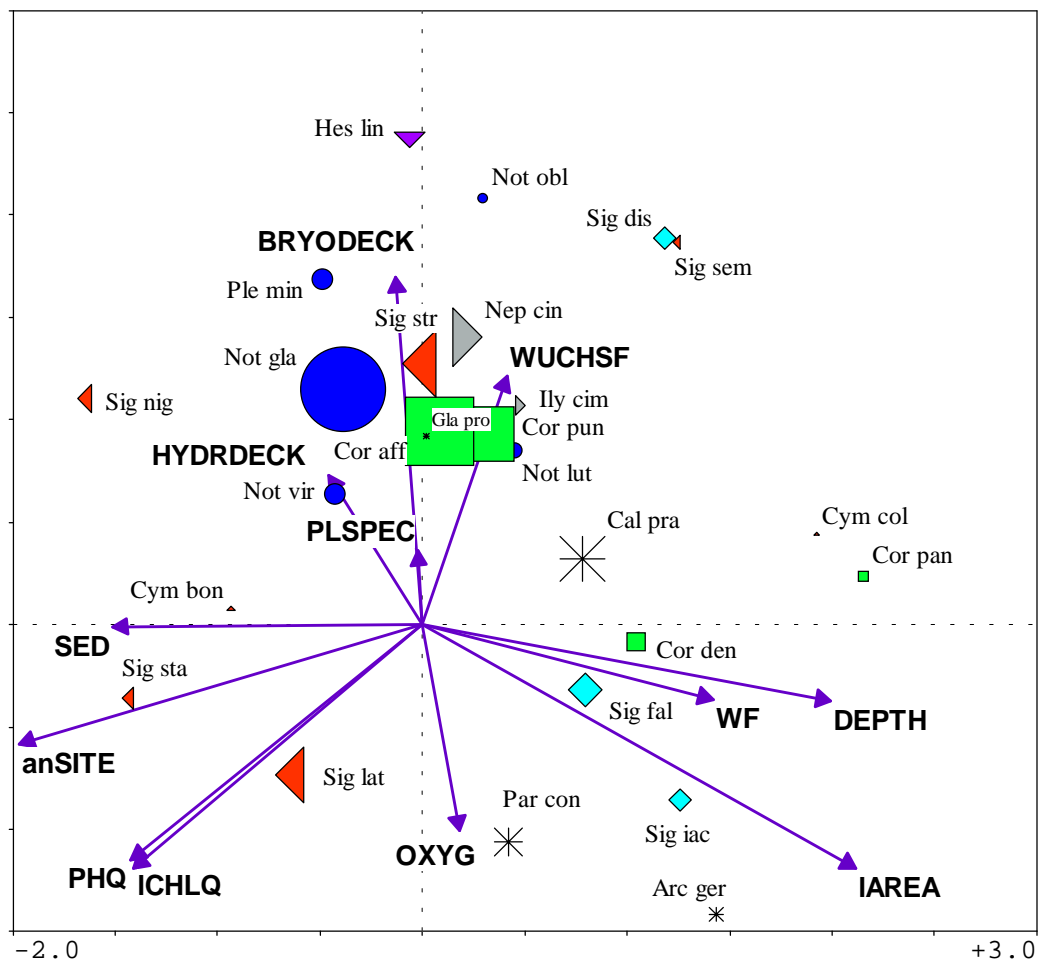 Hes lin
Not obl
Sig dis
BRYODECK
Sig sem
Ple min
Nep cin
Sig str
Not gla
WUCHSF
Sig nig
Ily cim
Gla pro
Cor pun
Cor aff
HYDRDECK
Not lut
Not vir
Cal pra
Cym col
PLSPEC
Cor pan
Cym bon
SED
Cor den
Sig sta
Sig fal
WF
DEPTH
anSITE
Sig lat
Par con
Sig iac
OXYG
PHQ
ICHLQ
Arc ger
IAREA
-2.0
+3.0